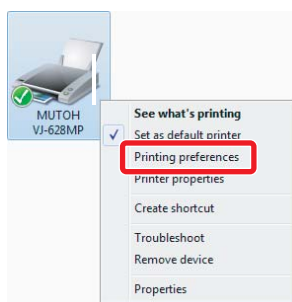 MUTOH
VJ-628MP
See what's printing
Set as default printer
Printing preferences
Printer properties
Create shortcut
Troubleshoot
Remove device
Properties